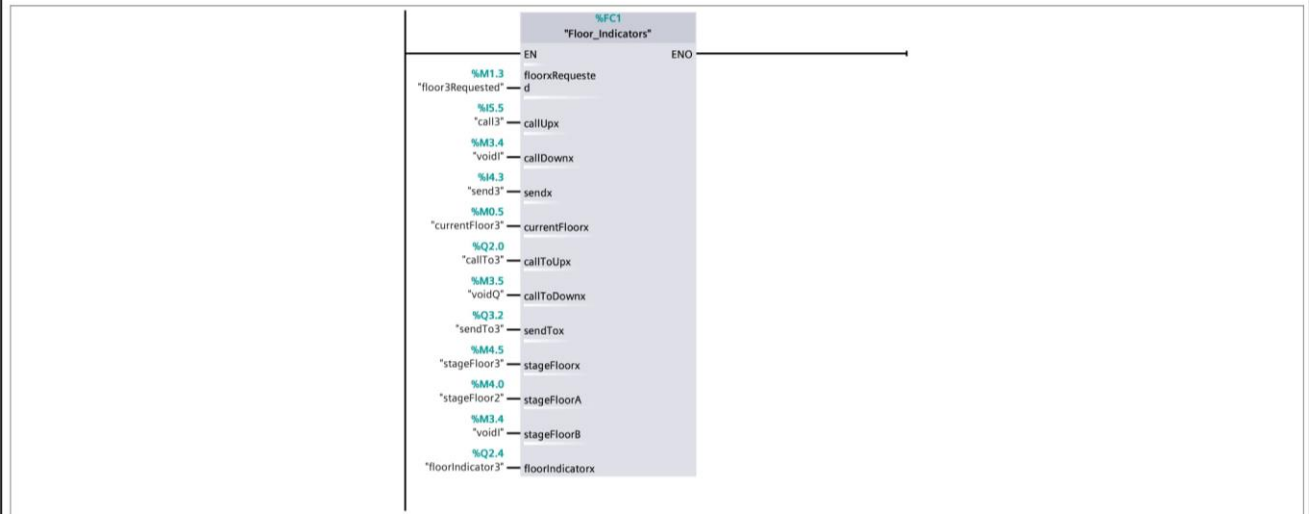 %FC1
"Floor_Indicators"
EN
ENO
%M1.3
"floor3Requested"
floorxRequeste
d
%I5.5
"call3"
callUpx
%M3.4
"voidI"
callDownx
%I4.3
"send3"
sendx
%M0.5
"currentFloor3"
currentFloorx
%Q2.0
"callTo3"
callToUpx
%M3.5
"voidQ"
callToDownx
%Q3.2
"sendTo3"
sendTox
%M4.5
"stageFloor3"
stageFloorx
%M4.0
"stageFloor2"
stageFloorA
%M3.4
"voidI"
stageFloorB
%Q2.4
"floorIndicator3"
floorIndicatorx